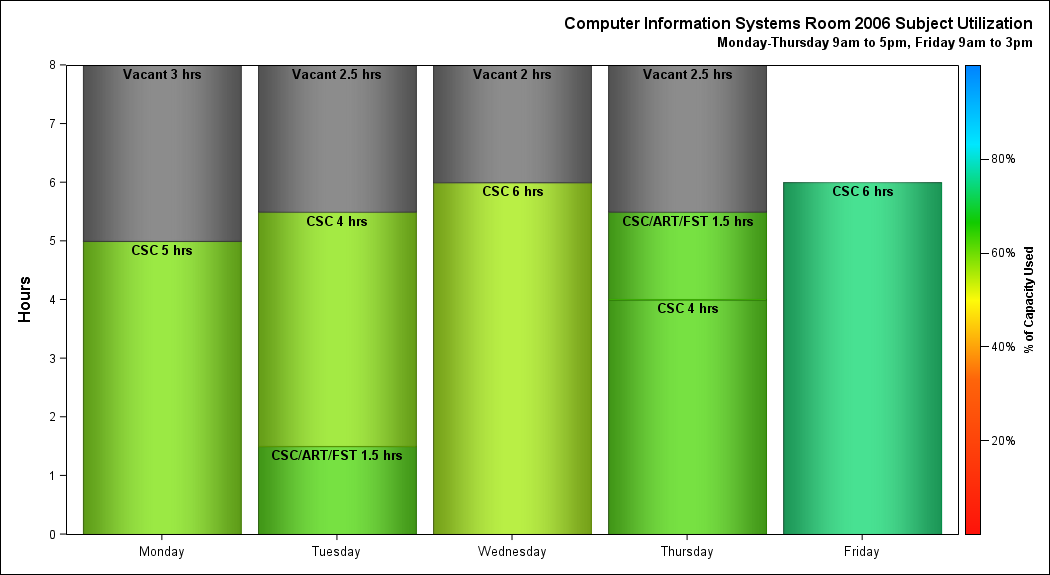 Computer Information Systems Room 2006 Subject Utilization
Monday-Thursday 9am to 5pm, Friday 9am to 3pm
8
7
6
5
4
3
2
1
0
Hours
Vacant 3 hrs
CSC 5 hrs
Vacant 2.5 hrs
CSC 4 hrs
CSC/ART/FST 1.5 hrs
Vacant 2 hrs
CSC 6 hrs
Vacant 2.5 hrs
CSC/ART/FST 1.5 hrs
CSC 4 hrs
CSC 6 hrs
Monday Tuesday Wednesday Thursday Friday
80%
60%
40%
20%
% of Capacity Used